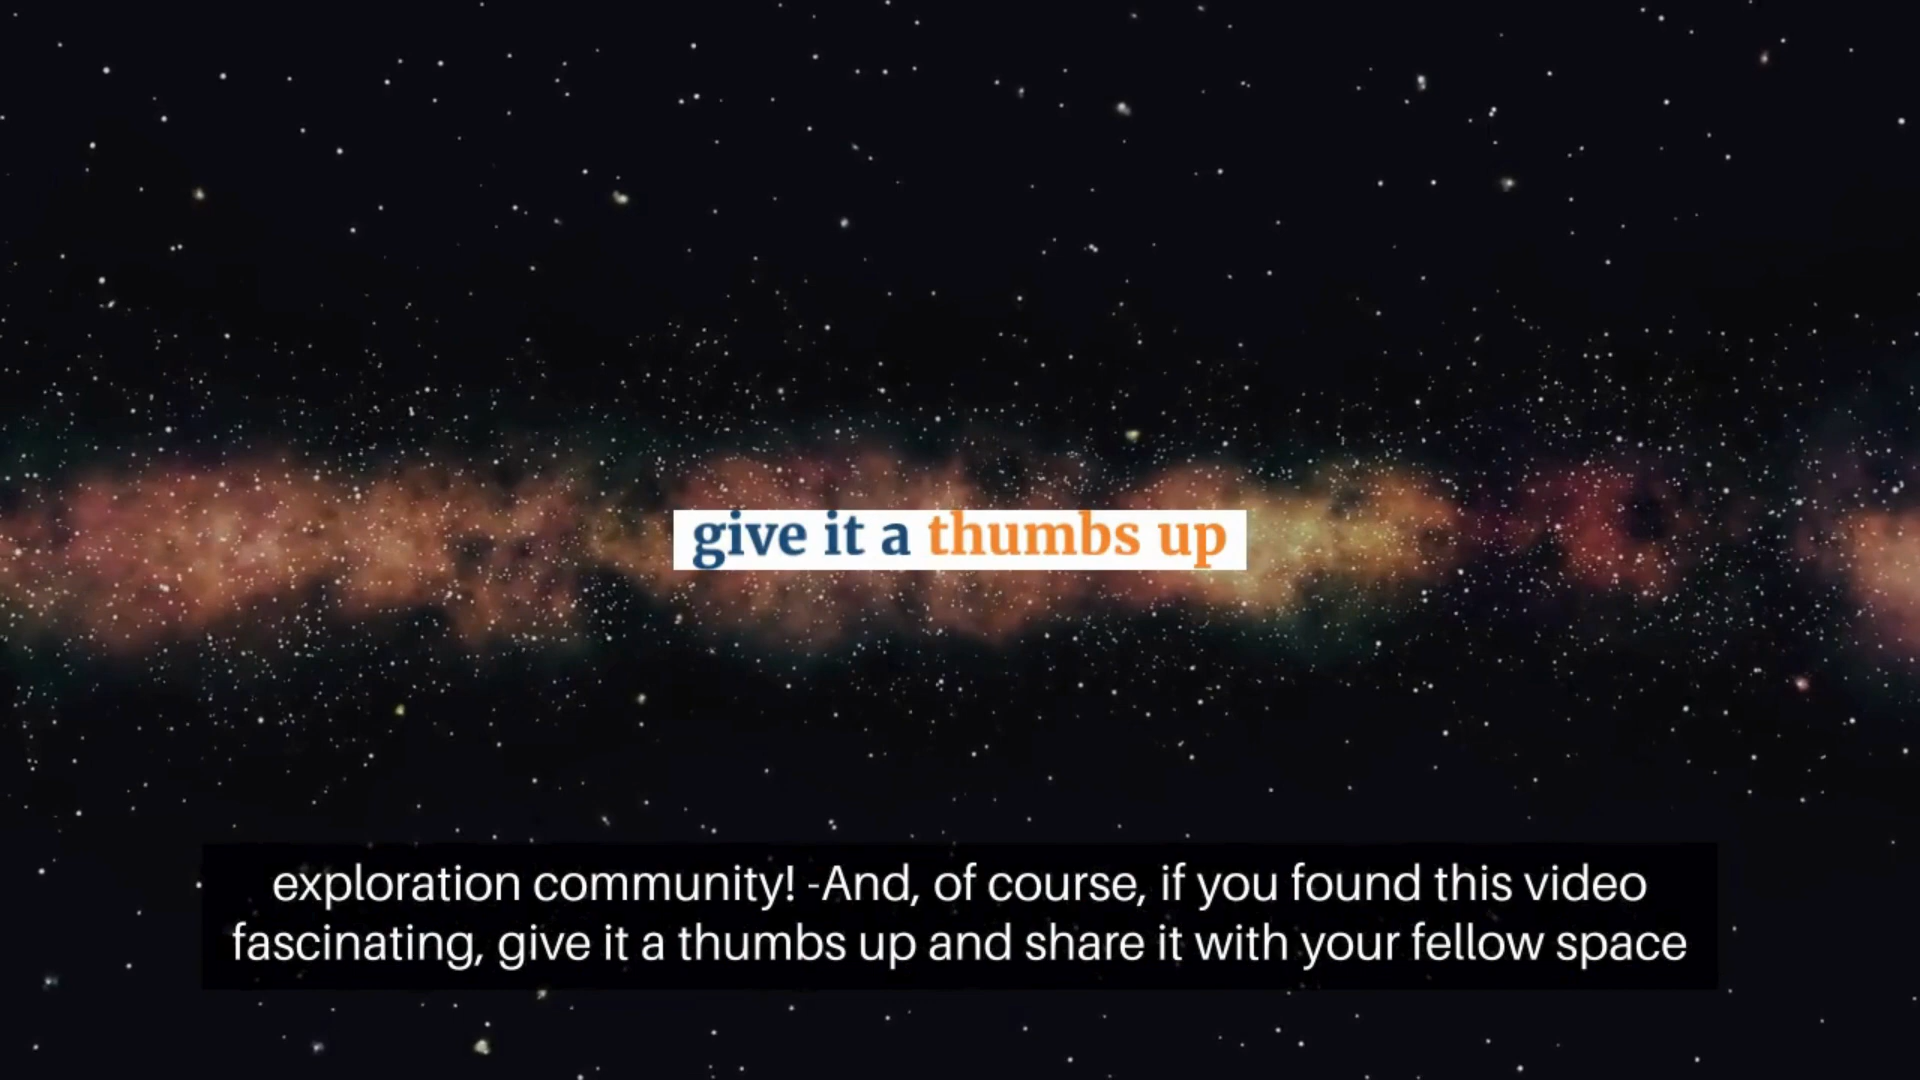 give it a thumbs up
exploration community! -And, of course, if you found this video
fascinating, give it a thumbs up and share it with your fellow space